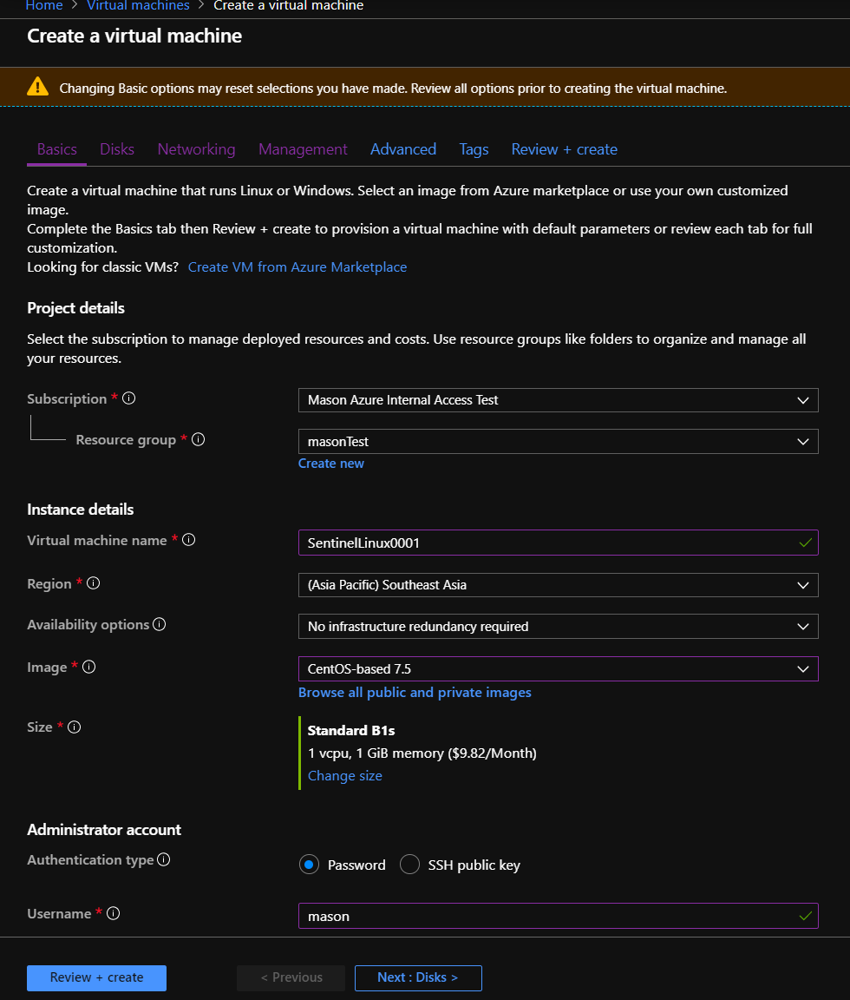 Home > Virtual machines > Create a virtual machine
Create a virtual machine
Changing Basic options may reset selections you have made. Review all options prior to creating the virtual machine.
Basics Disks Networking Management Advanced Tags Review + create
Create a virtual machine that runs Linux or Windows. Select an image from Azure marketplace or use your own customized
image.
Complete the Basics tab then Review + create to provision a virtual machine with default parameters or review each tab for full
customization.
Looking for classic VMs? Create VM from Azure Marketplace
Project details
Select the subscription to manage deployed resources and costs. Use resource groups like folders to organize and manage all
your resources.
Subscription * Mason Azure Internal Access Test
Resource group * masonTest
Create new
Instance details
Virtual machine name * SentinelLinux0001
Region * (Asia Pacific) Southeast Asia
Availability options No infrastructure redundancy required
Image * CentOS-based 7.5
Browse all public and private images
Size * Standard B1s
1 vcpu, 1 GiB memory ($9.82/Month)
Change size
Administrator account
Authentication type Password SSH public key
Username * mason
Review + create < Previous Next : Disks >